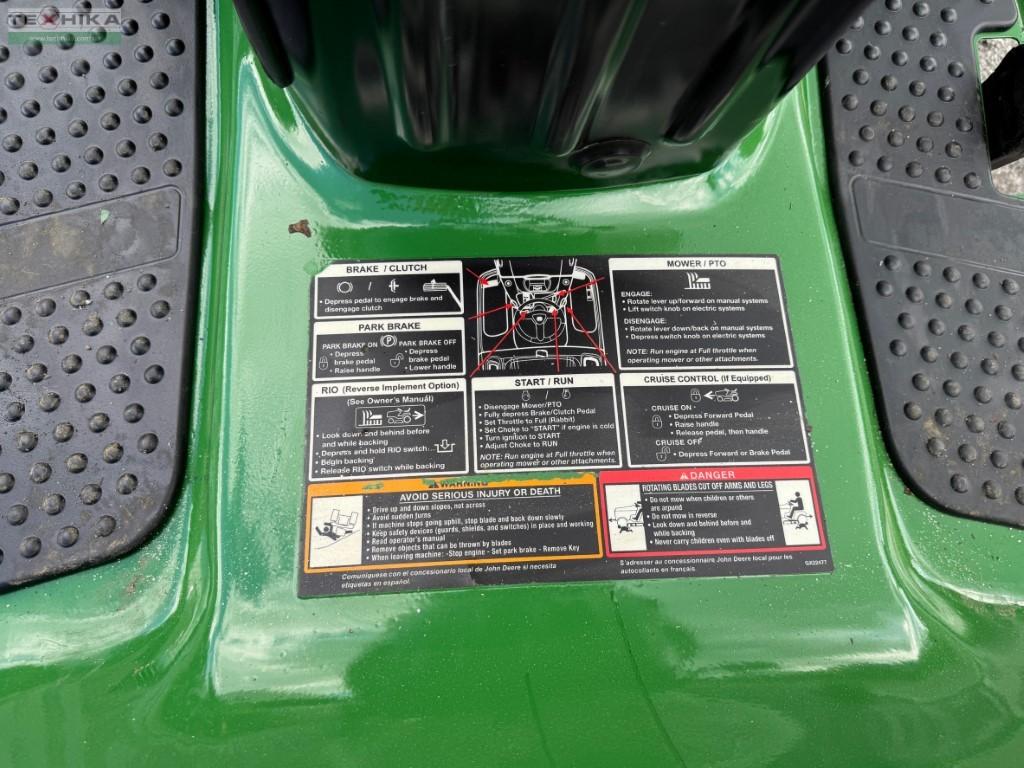 TEXHIKA
BRAKE / CLUTCH
• Depress pedal to engage brake and
disengage clutch
PARK BRAKE
PARK BRAKE ON (P) PARK BRAKE OFF
• Depress
brake pedal
• Raise handle
• Depress
brake pedal
• Lower handle
RIO (Reverse Implement Option)
(See Owner's Manual)
• Look down and behind before
and while backing
• Depress and hold RIO switch
• Begin backing
• Release RIO switch while backing
START / RUN
• Disengage Mower/PTO
• Fully depress Brake/Clutch Pedal
• Set Throttle to Full (Rabbit)
• Set Choke to "START" if engine is cold
• Turn ignition to START
• Adjust Choke to RUN
NOTE: Run engine at Full throttle when
operating mower or other attachments.
MOWER / PTO
ENGAGE:
• Rotate lever up/forward on manual systems
• Lift switch knob on electric systems
DISENGAGE:
• Rotate lever down/back on manual systems
• Depress switch knob on electric systems
NOTE: Run engine at Full throttle when
operating mower or other attachments.
CRUISE CONTROL (If Equipped)
CRUISE ON
• Depress Forward Pedal
• Raise handle
• Release pedal, then handle
CRUISE OFF
• Depress Forward or Brake Pedal
WARNING
AVOID SERIOUS INJURY OR DEATH
• Drive up and down slopes, not across
• Avoid sudden turns
• If machine stops going uphill, stop blade and back down slowly
• Keep safety devices (guards, shields, and switches) in place and working
• Read operator's manual
• Remove objects that can be thrown by blades
• When leaving machine: -Stop engine - Set park brake - Remove Key
DANGER
ROTATING BLADES CUT OFF ARMS AND LEGS
• Do not mow when children or others
are around
• Do not mow in reverse
• Look down and behind before and
while backing
• Never carry children even with blades off
Comuníquese con el concesionario local de John Deere si necesita
etiquetas en español.
S'adresser au concessionnaire John Deere local pour les
autocollants en français.